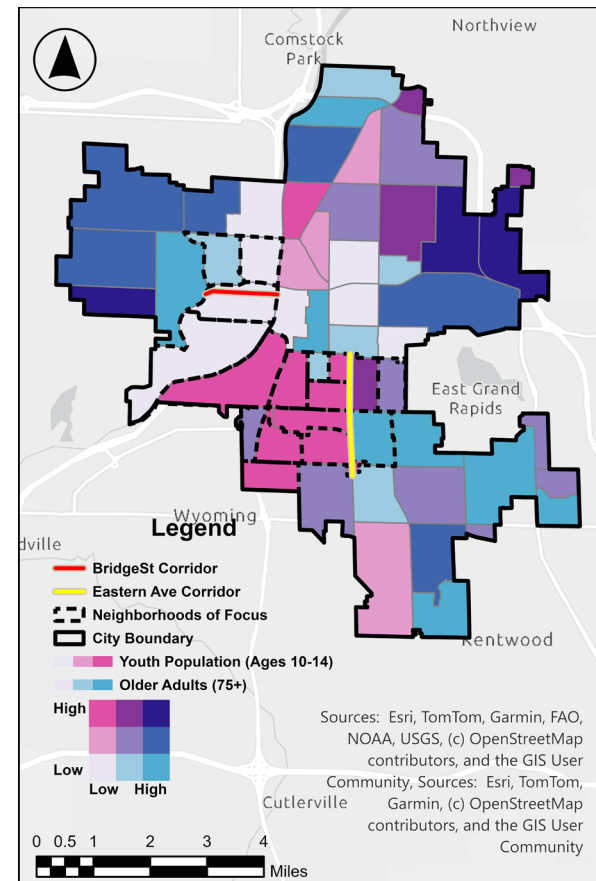 Northview
Comstock
Park
East Grand
Rapids
Wyoming
Legend
dville
BridgeSt Corridor
Eastern Ave Corridor
Neighborhoods of Focus
City Boundary
Kentwood
Youth Population (Ages 10-14)
Older Adults (75+)
High
Low
Low High
Sources: Esri, TomTom, Garmin, FAO,
NOAA, USGS, (c) OpenStreetMap
contributors, and the GIS User
Community, Sources: Esri, TomTom,
Garmin, (c) OpenStreetMap
contributors, and the GIS User
Community
Cutlerville
0 0.5 1 2 3 4
Miles